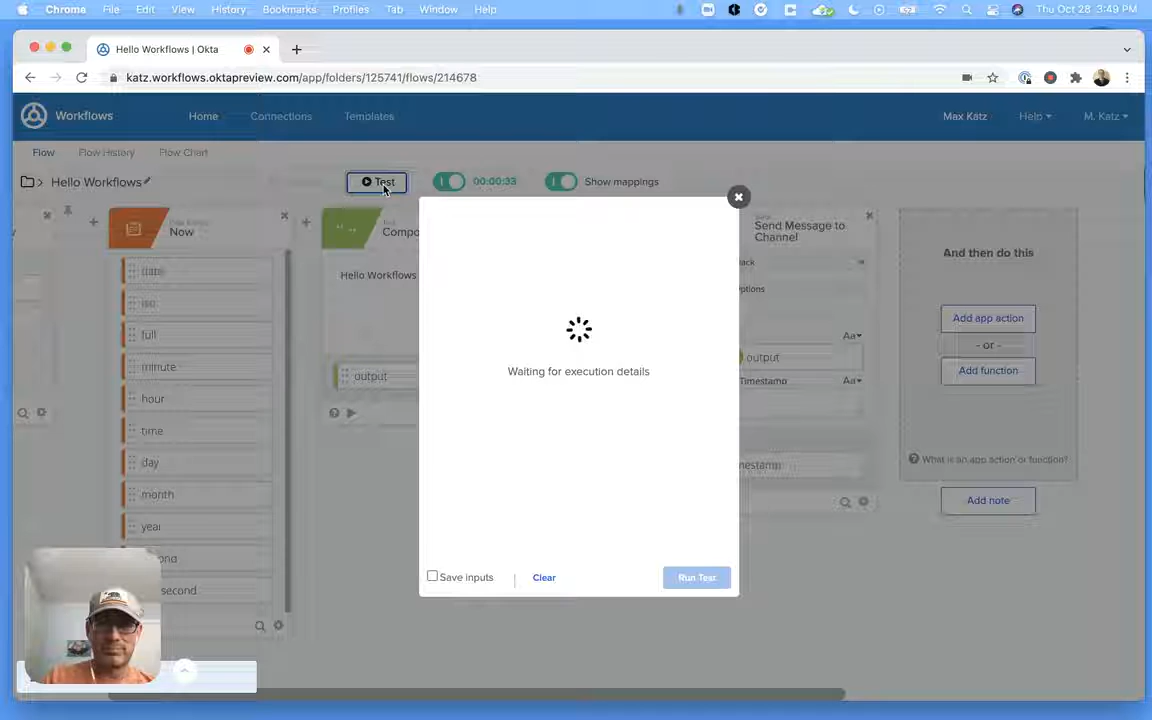 Chrome File Edit View History Bookmarks Profiles Tab Window Help Thu Oct 28 3:49 PM
Hello Workflows | Okta
katz.workflows.oktapreview.com/app/folders/125741/flows/214678
Workflows Home Connections Templates Max Katz Help M. Katz
Flow Flow History Flow Chart
Hello Workflows Test 00:00:33 Show mappings
Now
date
iso
full
minute
hour
time
day
month
year
ond
second
Text
Compo
Hello Workflows
output
Waiting for execution details
Save inputs | Clear Run Test
Send Message to
Channel
ack
ptions
Aa
output
Timestamp Aa
mestamp
And then do this
Add app action
- or -
Add function
What is an app action or function?
Add note